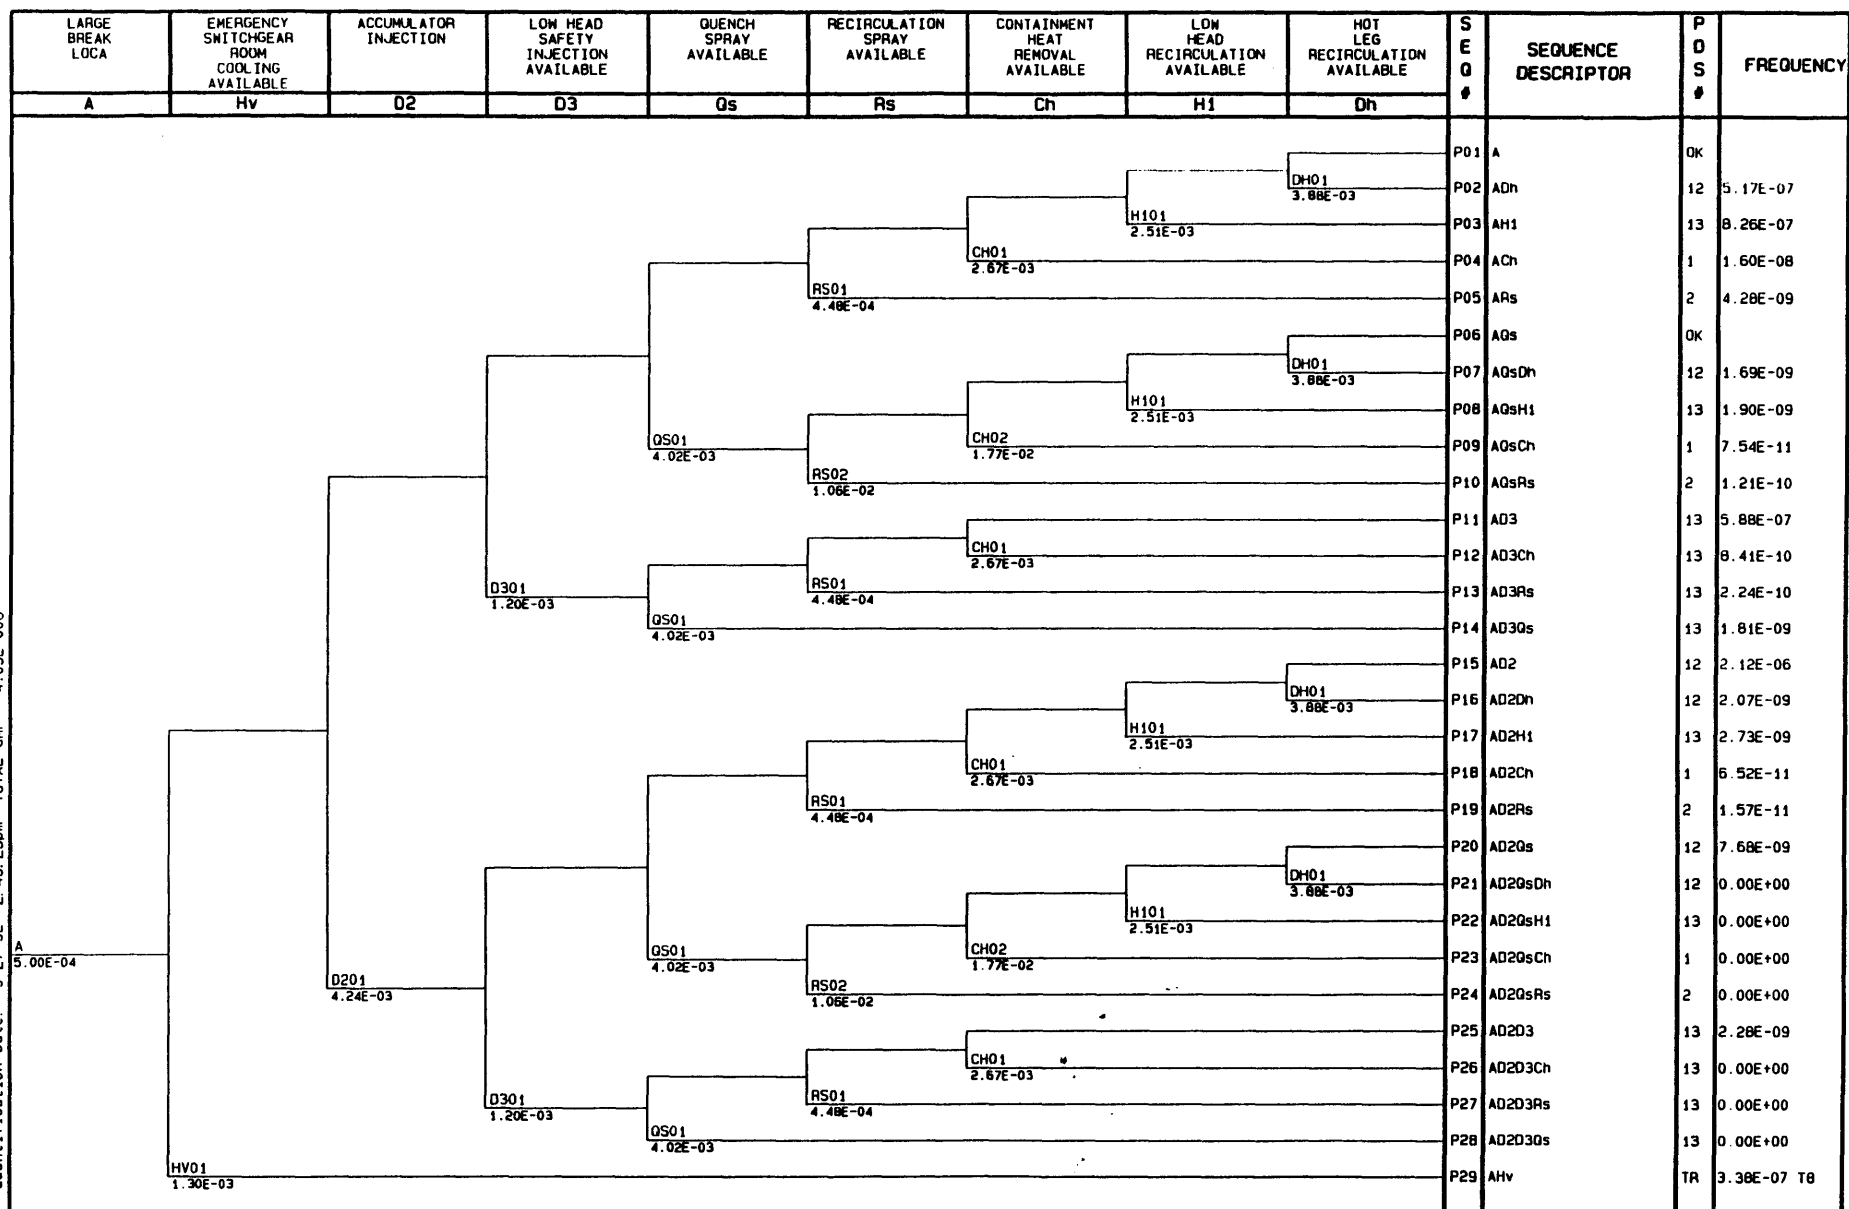 LARGE BREAK LOCA
EMERGENCY SWITCHGEAR ROOM COOLING AVAILABLE
ACCUMULATOR INJECTION
LOW HEAD SAFETY INJECTION AVAILABLE
QUENCH SPRAY AVAILABLE
RECIRCULATION SPRAY AVAILABLE
CONTAINMENT HEAT REMOVAL AVAILABLE
LOW HEAD RECIRCULATION AVAILABLE
HOT LEG RECIRCULATION AVAILABLE
SEQ #
SEQUENCE DESCRIPTOR
PDS #
FREQUENCY
A Hv D2 D3 Qs Rs Ch H1 Dh
P01 A OK
DH01
3.88E-03
P02 ADh 12 5.17E-07
H101
2.51E-03
P03 AH1 13 8.26E-07
CH01
2.67E-03
P04 ACh 1 1.60E-08
RS01
4.48E-04
P05 ARs 2 4.28E-09
P06 AQs OK
DH01
3.88E-03
P07 AQsDh 12 1.69E-09
H101
2.51E-03
P08 AQsH1 13 1.90E-09
QS01
4.02E-03
CH02
1.77E-02
P09 AQsCh 1 7.54E-11
RS02
1.06E-02
P10 AQsRs 2 1.21E-10
P11 AD3 13 5.88E-07
CH01
2.67E-03
P12 AD3Ch 13 8.41E-10
D301
1.20E-03
RS01
4.48E-04
P13 AD3Rs 13 2.24E-10
QS01
4.02E-03
P14 AD3Qs 13 1.81E-09
P15 AD2 12 2.12E-06
DH01
3.88E-03
P16 AD2Dh 12 2.07E-09
H101
2.51E-03
P17 AD2H1 13 2.73E-09
CH01
2.67E-03
P18 AD2Ch 1 6.52E-11
RS01
4.48E-04
P19 AD2Rs 2 1.57E-11
P20 AD2Qs 12 7.68E-09
DH01
3.88E-03
P21 AD2QsDh 12 0.00E+00
H101
2.51E-03
P22 AD2QsH1 13 0.00E+00
A
5.00E-04
QS01
4.02E-03
CH02
1.77E-02
P23 AD2QsCh 1 0.00E+00
D201
4.24E-03
RS02
1.06E-02
P24 AD2QsRs 2 0.00E+00
P25 AD2D3 13 2.28E-09
CH01
2.67E-03
P26 AD2D3Ch 13 0.00E+00
D301
1.20E-03
RS01
4.48E-04
P27 AD2D3Rs 13 0.00E+00
QS01
4.02E-03
P28 AD2D3Qs 13 0.00E+00
HV01
1.30E-03
P29 AHv TR 3.38E-07 T8